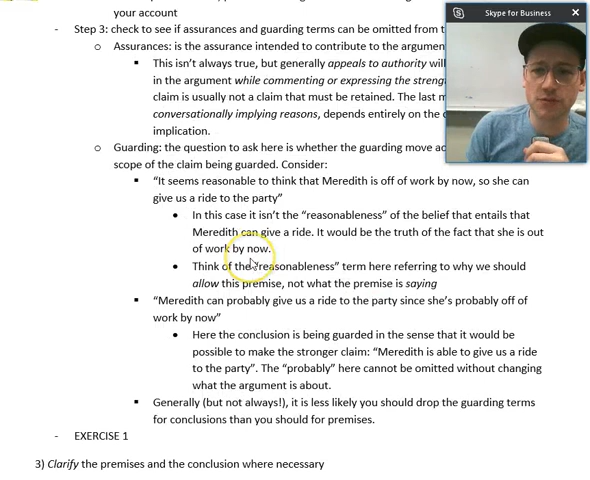 your account
- Step 3: check to see if assurances and guarding terms can be omitted from t
o Assurances: is the assurance intended to contribute to the argumen
▪ This isn't always true, but generally appeals to authority will
in the argument while commenting or expressing the streng
claim is usually not a claim that must be retained. The last m
conversationally implying reasons, depends entirely on the
implication.
o Guarding: the question to ask here is whether the guarding move ac
scope of the claim being guarded. Consider:
▪ "It seems reasonable to think that Meredith is off of work by now, so she can
give us a ride to the party"
• In this case it isn't the "reasonableness" of the belief that entails that
Meredith can give a ride. It would be the truth of the fact that she is out
of work by now.
• Think of the "reasonableness" term here referring to why we should
allow this premise, not what the premise is saying
▪ "Meredith can probably give us a ride to the party since she's probably off of
work by now"
• Here the conclusion is being guarded in the sense that it would be
possible to make the stronger claim: "Meredith is able to give us a ride
to the party". The "probably" here cannot be omitted without changing
what the argument is about.
▪ Generally (but not always!), it is less likely you should drop the guarding terms
for conclusions than you should for premises.
- EXERCISE 1
3) Clarify the premises and the conclusion where necessary
Skype for Business